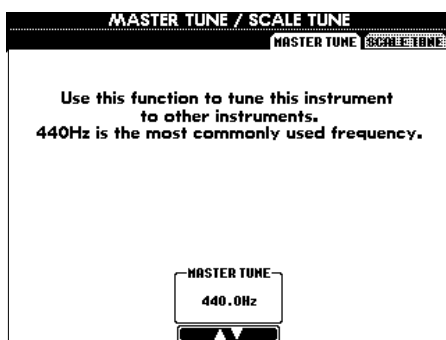 MASTER TUNE / SCALE TUNE
MASTER TUNE SCALE TUNE
Use this function to tune this instrument
to other instruments.
440Hz is the most commonly used frequency.
MASTER TUNE
440.0Hz